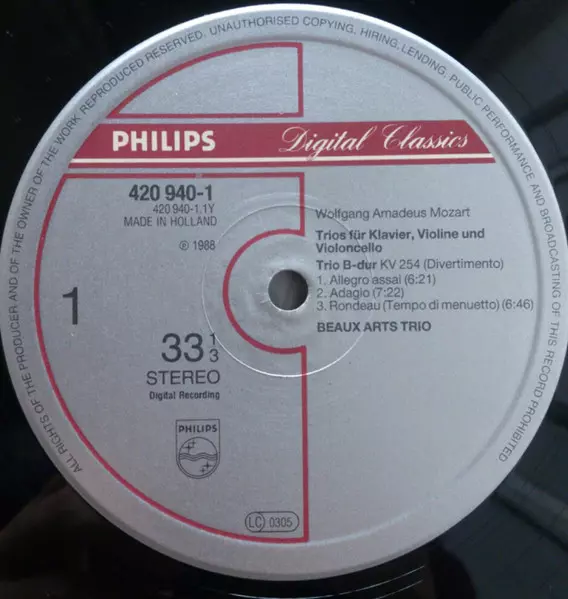 ALL RIGHTS OF THE PRODUCER AND OF THE OWNER OF THE WORK REPRODUCED RESERVED. UNAUTHORISED COPYING, HIRING, LENDING, PUBLIC PERFORMANCE AND BROADCASTING OF THIS RECORD PROHIBITED.
PHILIPS Digital Classics
420 940-1
420 940-1.1Y
MADE IN HOLLAND
℗ 1988
Wolfgang Amadeus Mozart
Trios für Klavier, Violine und
Violoncello
Trio B-dur KV 254 (Divertimento)
1. Allegro assai (6:21)
2. Adagio (7:22)
3. Rondeau (Tempo di menuetto) (6:46)
BEAUX ARTS TRIO
1
33 1/3
STEREO
Digital Recording
PHILIPS
LC 0305